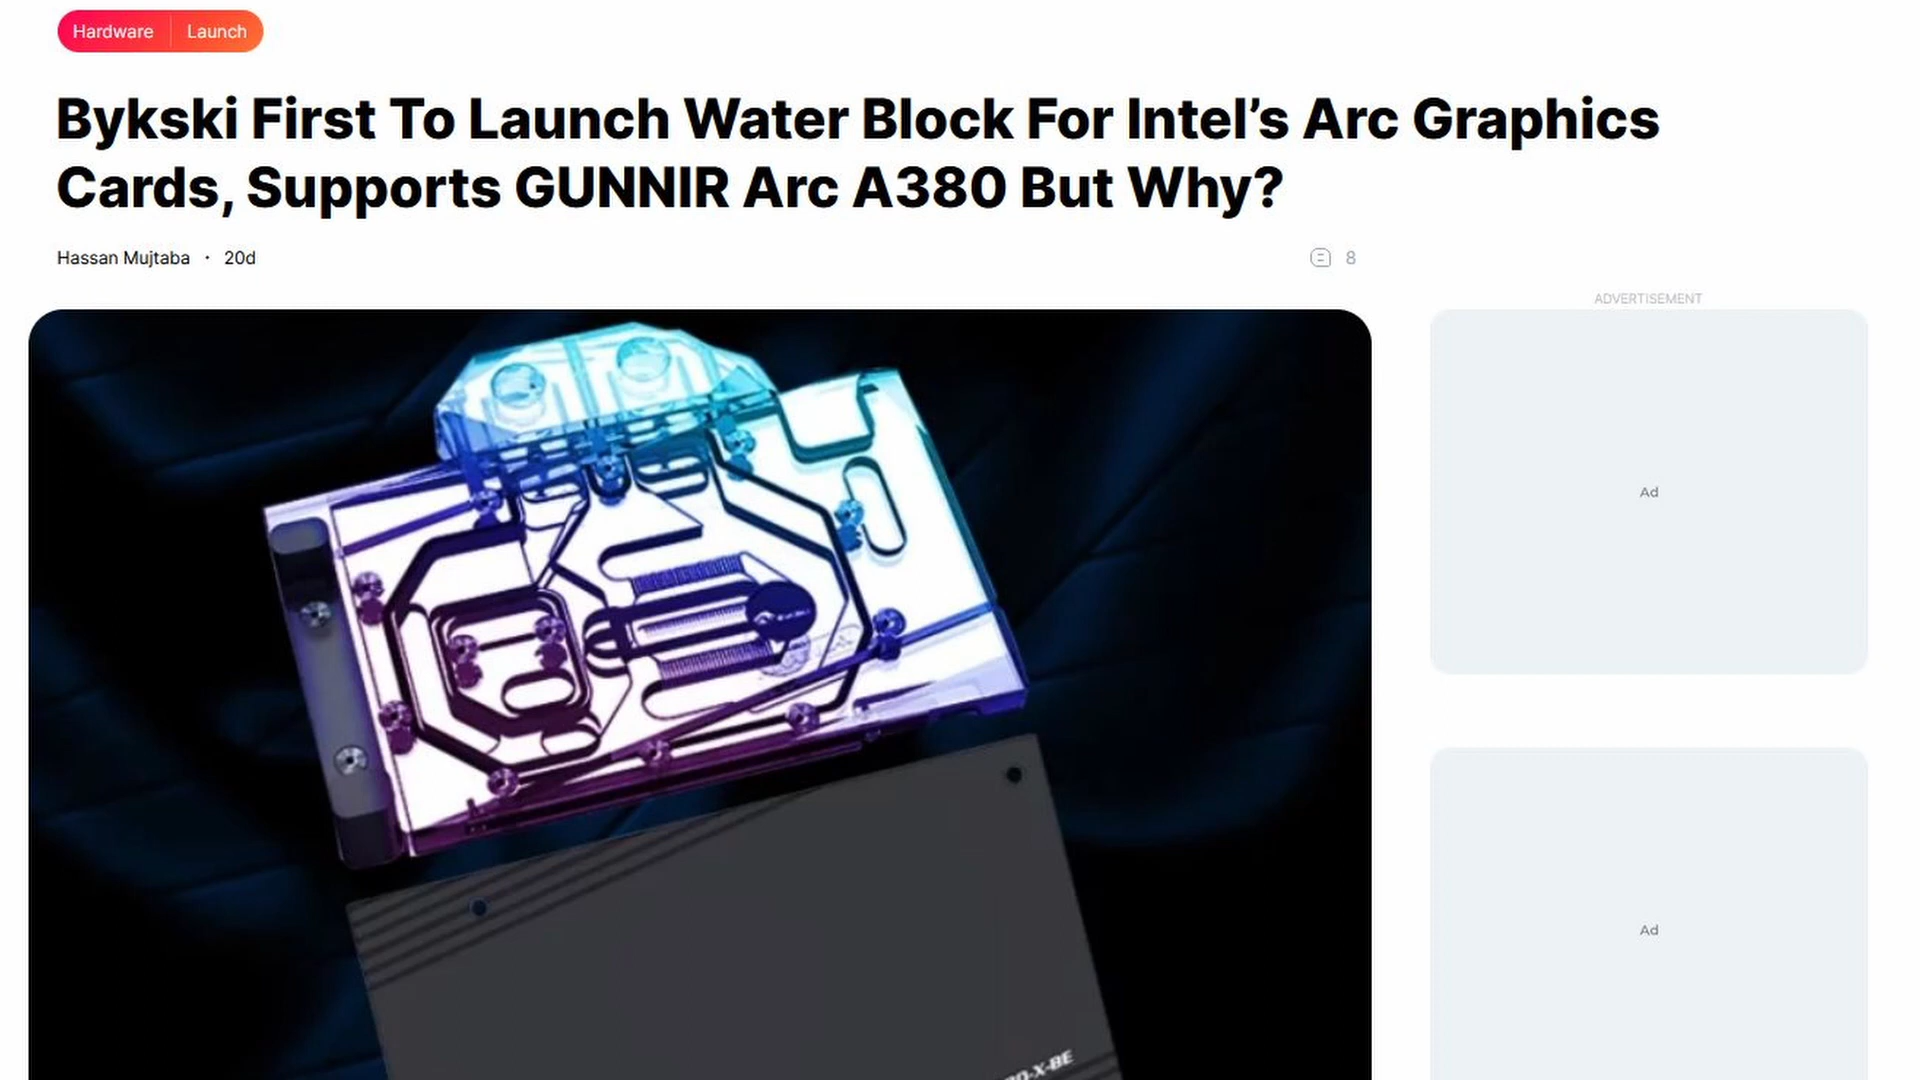 Hardware Launch
Bykski First To Launch Water Block For Intel’s Arc Graphics
Cards, Supports GUNNIR Arc A380 But Why?
Hassan Mujtaba · 20d
8
ADVERTISEMENT
Ad
Ad